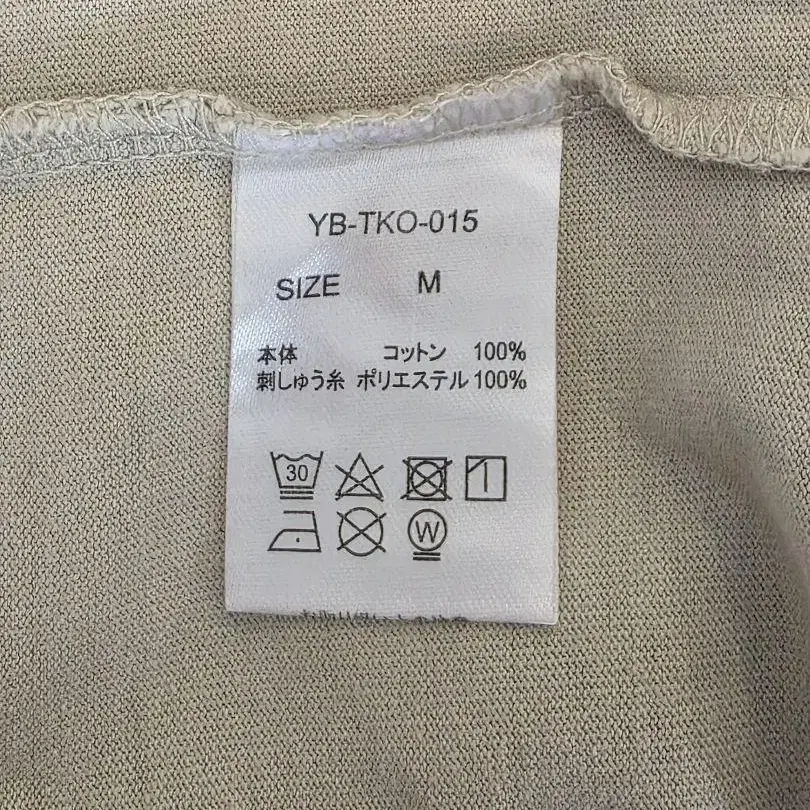 YB-TKO-015
SIZE M
本体 コットン 100%
刺しゅう糸 ポリエステル 100%
30
W